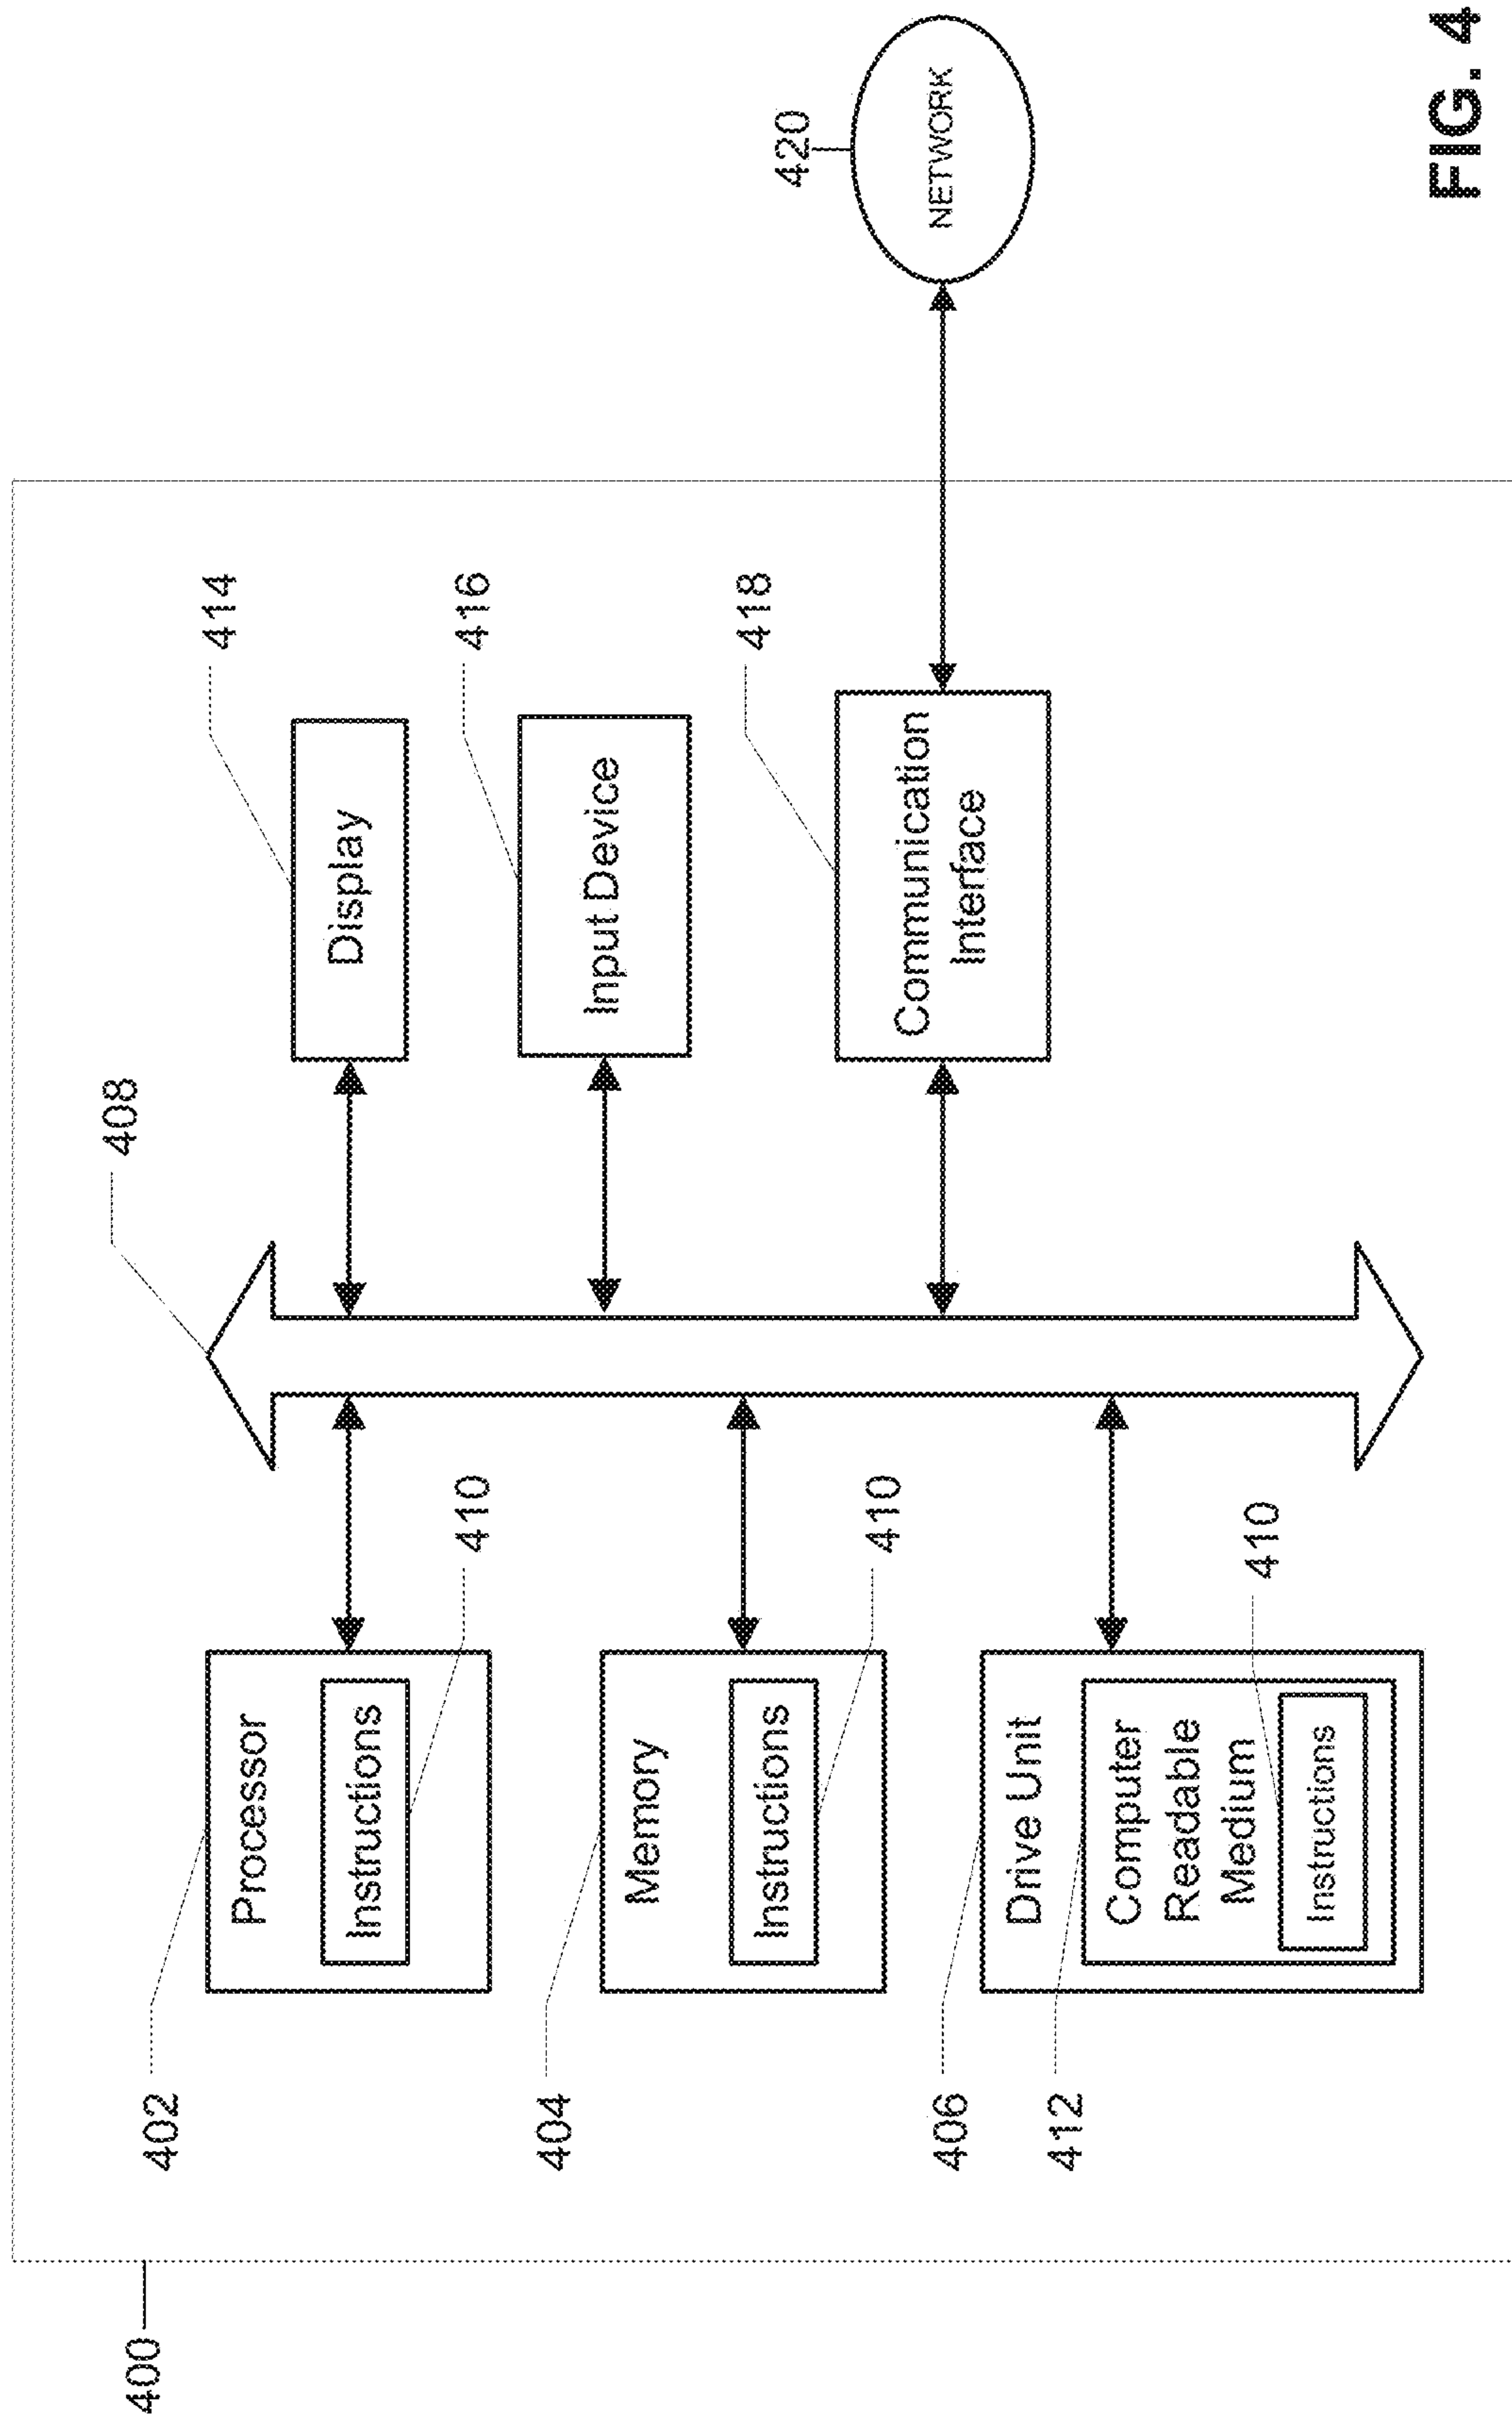 400
402
Processor
Instructions
410
404
Memory
Instructions
410
406
Drive Unit
412
Computer
Readable
Medium
Instructions
410
408
414
Display
416
Input Device
418
Communication
Interface
420
NETWORK
FIG. 4